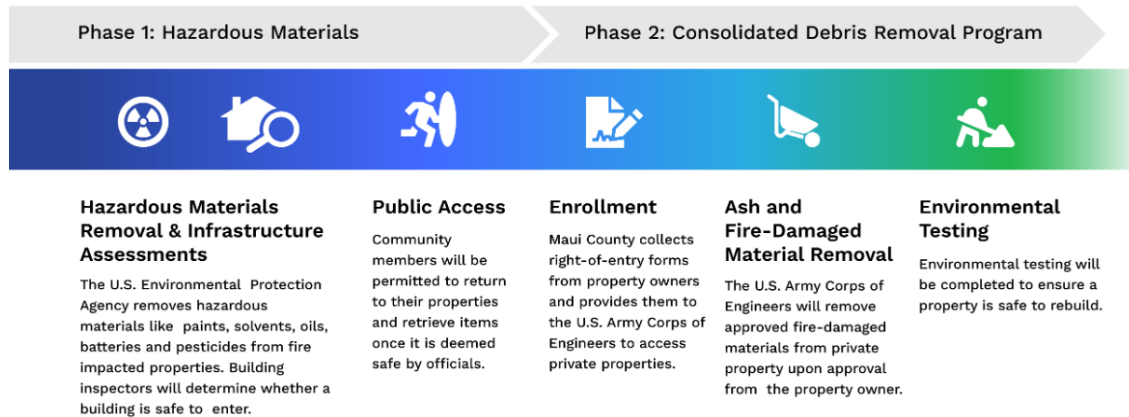 Phase 1: Hazardous Materials
Phase 2: Consolidated Debris Removal Program
Hazardous Materials
Removal & Infrastructure
Assessments
The U.S. Environmental Protection
Agency removes hazardous
materials like paints, solvents, oils,
batteries and pesticides from fire
impacted properties. Building
inspectors will determine whether a
building is safe to enter.
Public Access
Community
members will be
permitted to return
to their properties
and retrieve items
once it is deemed
safe by officials.
Enrollment
Maui County collects
right-of-entry forms
from property owners
and provides them to
the U.S. Army Corps of
Engineers to access
private properties.
Ash and
Fire-Damaged
Material Removal
The U.S. Army Corps of
Engineers will remove
approved fire-damaged
materials from private
property upon approval
from the property owner.
Environmental
Testing
Environmental testing will
be completed to ensure a
property is safe to rebuild.